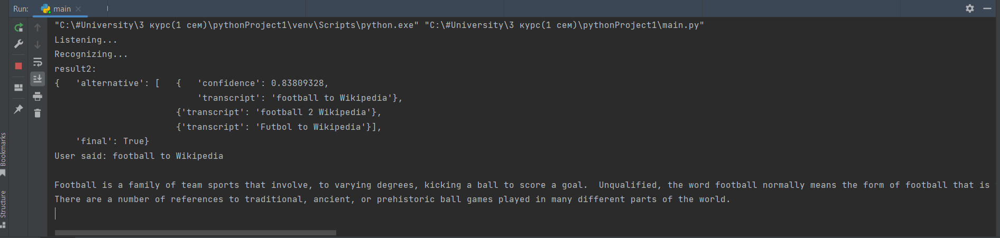 Run: main
"C:\#University\3 курс(1 сем)\pythonProject1\venv\Scripts\python.exe" "C:\#University\3 курс(1 сем)\pythonProject1\main.py"
Listening...
Recognizing...
result2:
{   'alternative': [   {   'confidence': 0.83809328,
                           'transcript': 'football to Wikipedia'},
                       {'transcript': 'football 2 Wikipedia'},
                       {'transcript': 'Futbol to Wikipedia'}],
    'final': True}
User said: football to Wikipedia
Football is a family of team sports that involve, to varying degrees, kicking a ball to score a goal.  Unqualified, the word football normally means the form of football that is
There are a number of references to traditional, ancient, or prehistoric ball games played in many different parts of the world.
Bookmarks
Structure